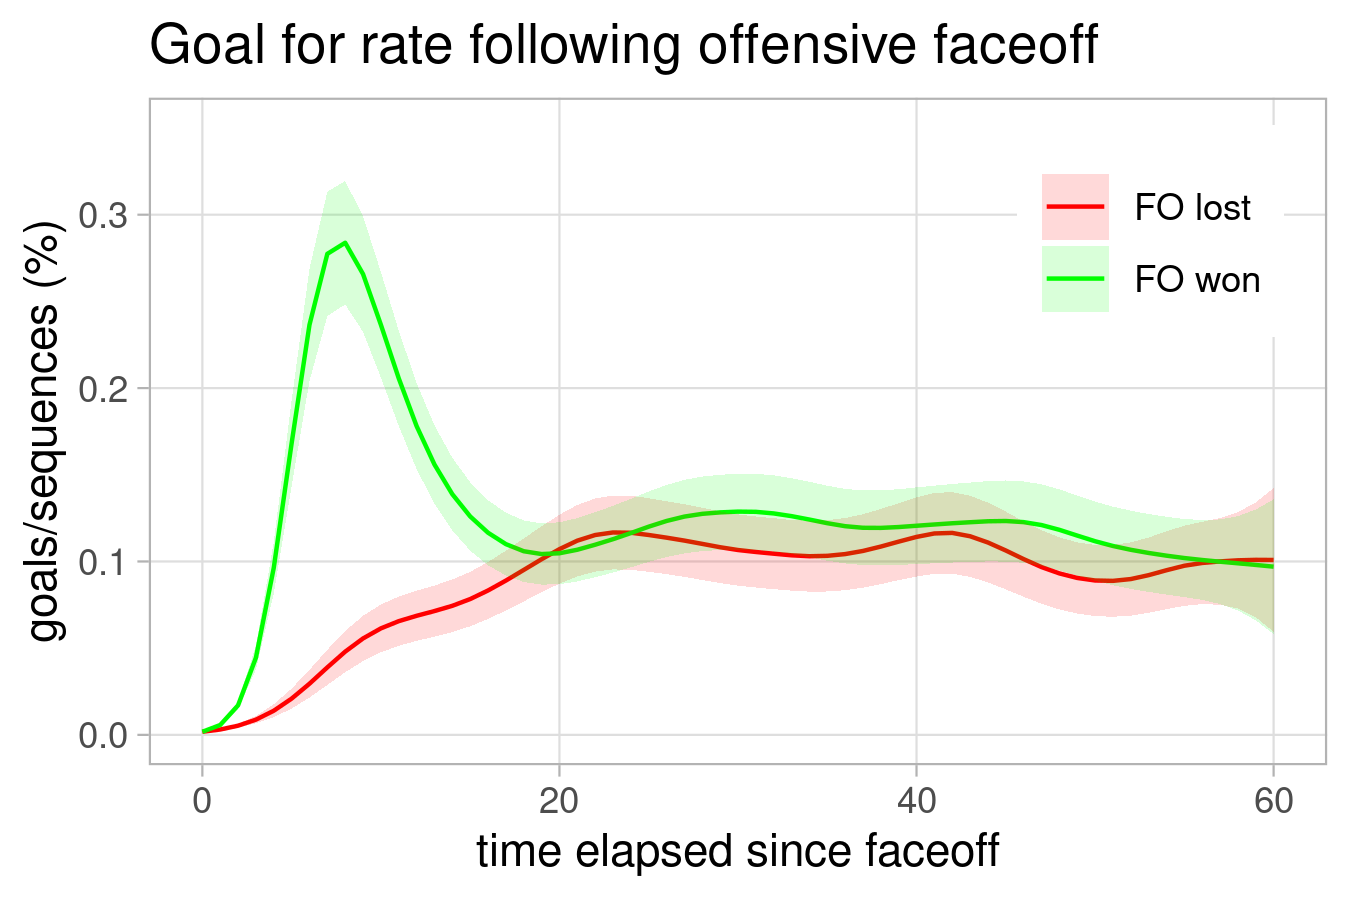 Goal for rate following offensive faceoff
goals/sequences (%)
0.3
0.2
0.1
0.0
FO lost
FO won
0 20 40 60
time elapsed since faceoff